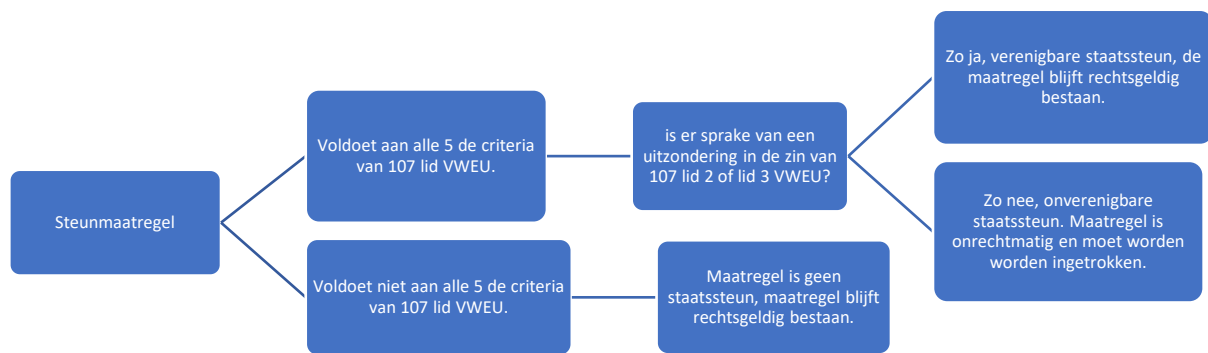 Steunmaatregel
Voldoet aan alle 5 de criteria
van 107 lid VWEU.
is er sprake van een
uitzondering in de zin van
107 lid 2 of lid 3 VWEU?
Zo ja, verenigbare staatssteun, de
maatregel blijft rechtsgeldig
bestaan.
Zo nee, onverenigbare
staatssteun. Maatregel is
onrechtmatig en moet worden
worden ingetrokken.
Voldoet niet aan alle 5 de criteria
van 107 lid VWEU.
Maatregel is geen
staatssteun, maatregel blijft
rechtsgeldig bestaan.